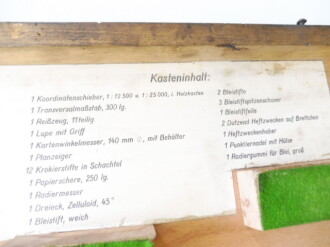 Kasteninhalt:
1 Koordinatenschieber, 1 : 12 500 u. 1 : 25 000, i. Holzkasten
1 Transversalmaßstab, 300 lg.
1 Reißzeug, 11teilig
1 Lupe mit Griff
1 Kartenwinkelmesser, 140 mm ∅, mit Behälter
1 Planzeiger
12 Krokierstifte in Schachtel
1 Papierschere, 250 lg.
1 Radiermesser
1 Dreieck, Zelluloid, 45°
1 Bleistift, weich
2 Bleistifte
3 Bleistiftspitzenschoner
1 Bleistiftfeile
2 Dutzend Heftzwecken auf Brettchen
1 Heftzweckenheber
1 Punktiernadel mit Hülse
1 Radiergummi für Blei, groß